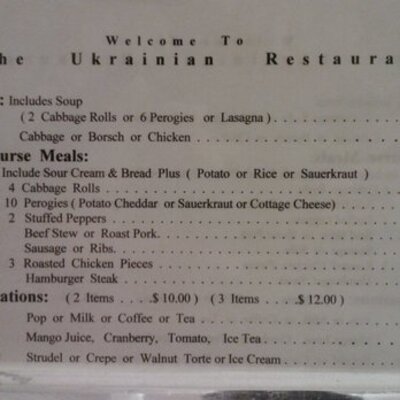 Welcome To
he Ukrainian Restaura
: Includes Soup
( 2 Cabbage Rolls or 6 Perogies or Lasagna ) . . . . . . . . . . . . .
Cabbage or Borsch or Chicken . . . . . . . . . . . . . . . . . . . . .
urse Meals:
Include Sour Cream & Bread Plus ( Potato or Rice or Sauerkraut )
4 Cabbage Rolls . . . . . . . . . . . . . . . . . . . . . . . . . . . . . .
10 Perogies ( Potato Cheddar or Sauerkraut or Cottage Cheese) . . . . . .
2 Stuffed Peppers . . . . . . . . . . . . . . . . . . . . . . . . . . . . .
Beef Stew or Roast Pork. . . . . . . . . . . . . . . . . . . . . . . . .
Sausage or Ribs. . . . . . . . . . . . . . . . . . . . . . . . . . . . .
3 Roasted Chicken Pieces . . . . . . . . . . . . . . . . . . . . . . . .
Hamburger Steak . . . . . . . . . . . . . . . . . . . . . . . . . . . .
ations: ( 2 Items . . . .$ 10.00 ) ( 3 Items . . . .$ 12.00 )
Pop or Milk or Coffee or Tea . . . . . . . . . . . . . . . . . . . . .
Mango Juice, Cranberry, Tomato, Ice Tea . . . . . . . . . . . . . .
Strudel or Crepe or Walnut Torte or Ice Cream . . . . . . . . . . . .